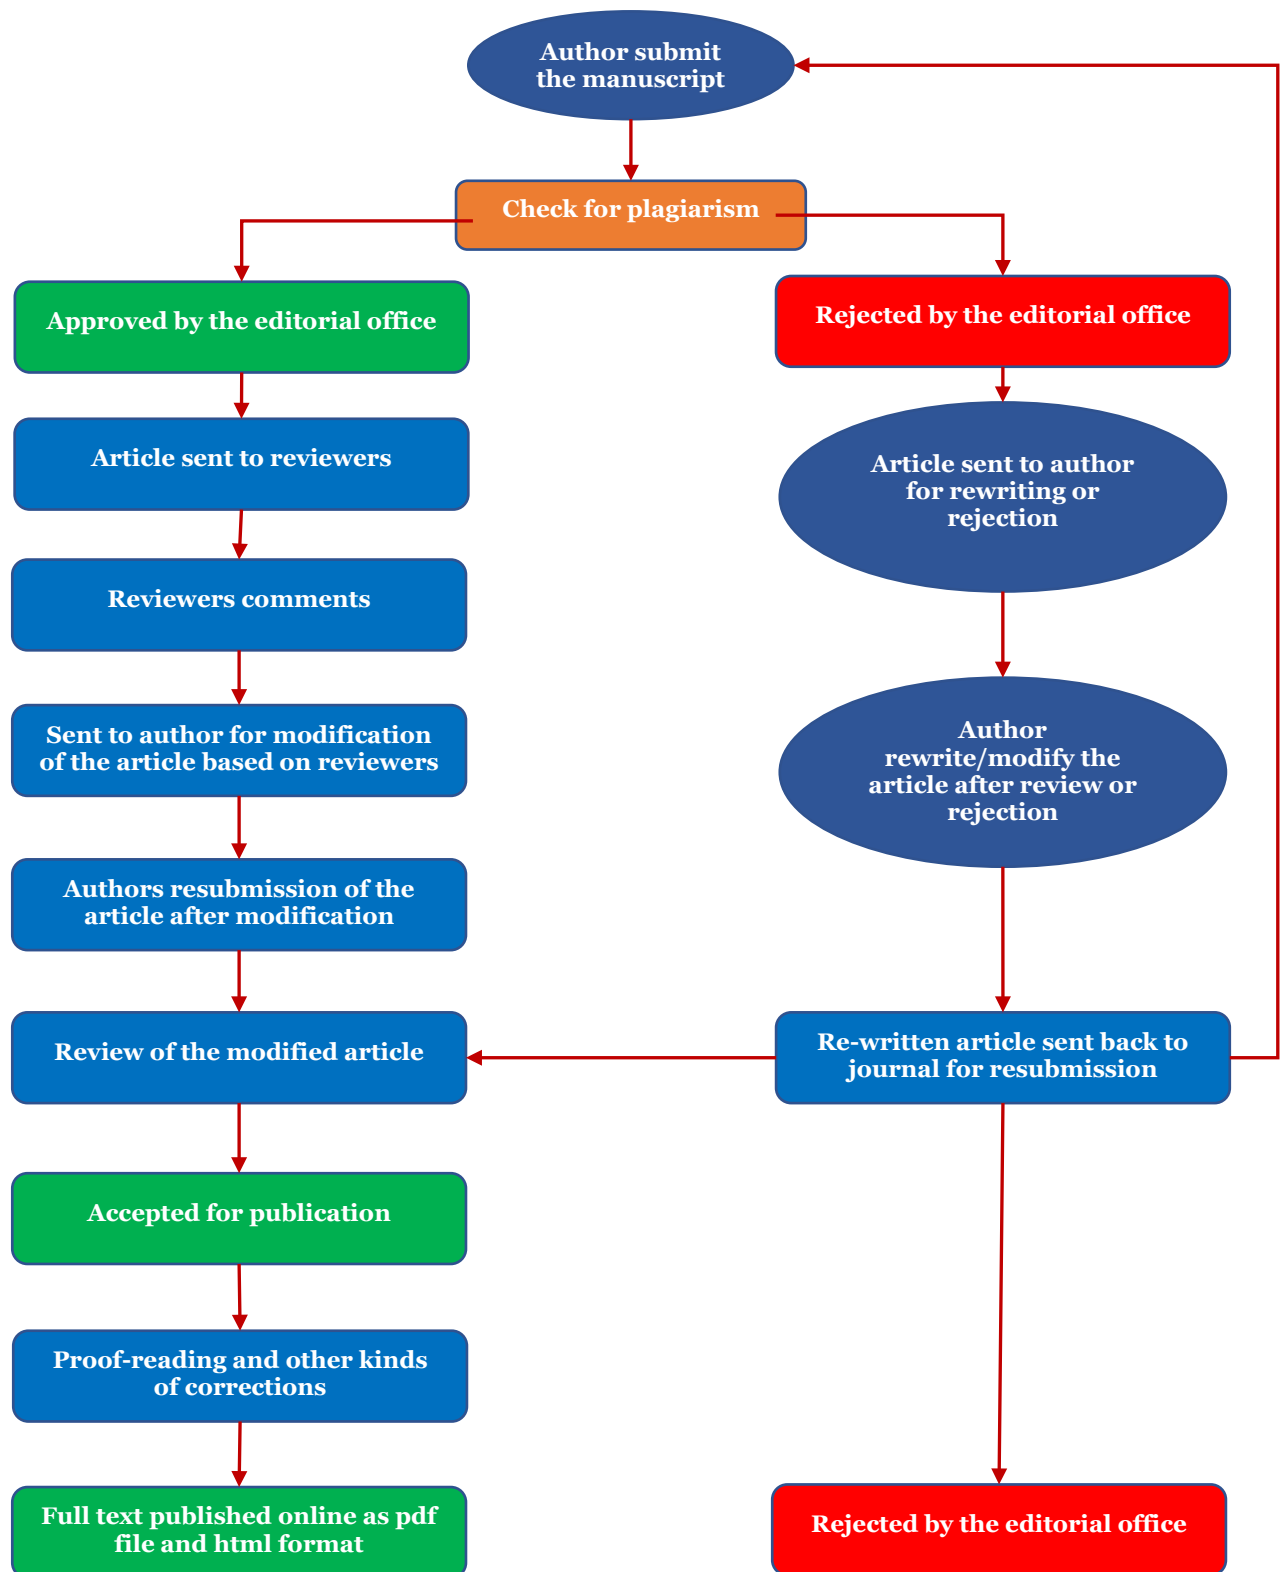 Author submit
the manuscript
Check for plagiarism
Approved by the editorial office
Rejected by the editorial office
Article sent to reviewers
Article sent to author
for rewriting or
rejection
Reviewers comments
Sent to author for modification
of the article based on reviewers
Author
rewrite/modify the
article after review or
rejection
Authors resubmission of the
article after modification
Review of the modified article
Re-written article sent back to
journal for resubmission
Accepted for publication
Proof-reading and other kinds
of corrections
Full text published online as pdf
file and html format
Rejected by the editorial office